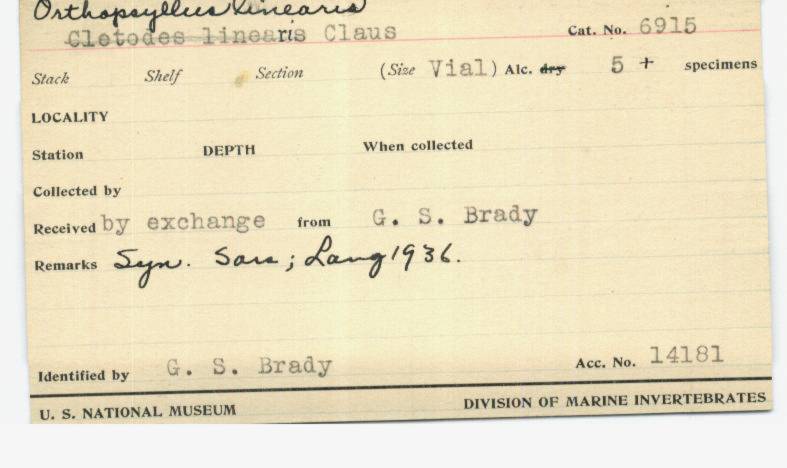 Orthopsyllus linearis
Cletodes linearis Claus Cat. No. 6915
Stack Shelf Section (Size Vial) Alc. dry 5 + specimens
LOCALITY
Station DEPTH When collected
Collected by
Received by exchange from G. S. Brady
Remarks Syn. Sars; Lang 1936.
Identified by G. S. Brady Acc. No. 14181
U. S. NATIONAL MUSEUM DIVISION OF MARINE INVERTEBRATES